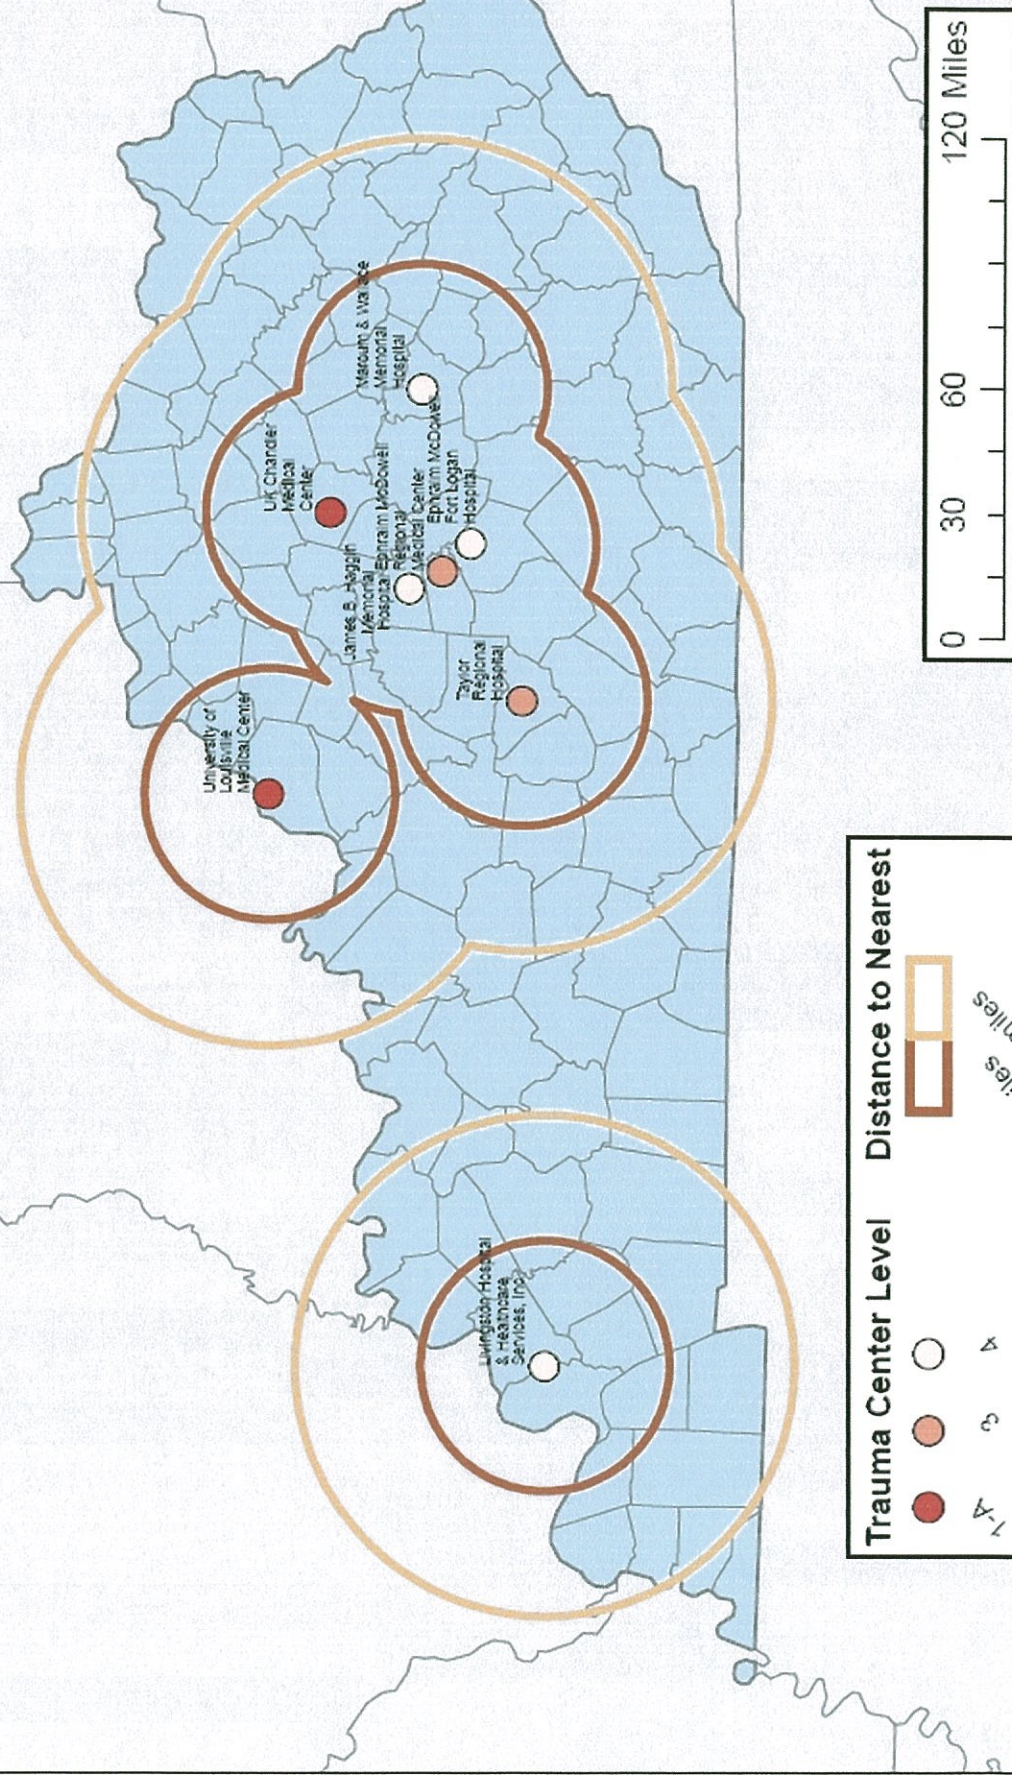 University of
Louisville
Medical Center
UK Chandler
Medical
Center
Marcum & Wallace
Memorial
Hospital
James B. Haggin
Memorial
Hospital
Ephraim McDowell
Regional
Medical Center
Ephraim McDowell
Fort Logan
Hospital
Taylor
Regional
Hospital
Livingston Hospital
& Healthcare
Services, Inc.
Trauma Center Level
1-A
3
4
Distance to Nearest
miles
0 30 60 120 Miles